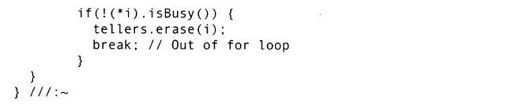 if(!(*i).isBusy()) {
tellers.erase(i);
break; // Out of for loop
}
}
} ///:~